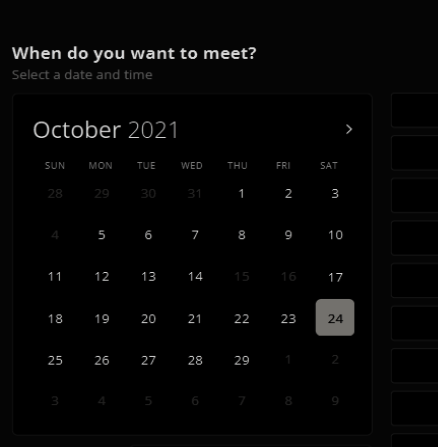 When do you want to meet?
Select a date and time
October 2021
SUN MON TUE WED THU FRI SAT
28 29 30 31 1 2 3
4 5 6 7 8 9 10
11 12 13 14 15 16 17
18 19 20 21 22 23 24
25 26 27 28 29 1 2
3 4 5 6 7 8 9